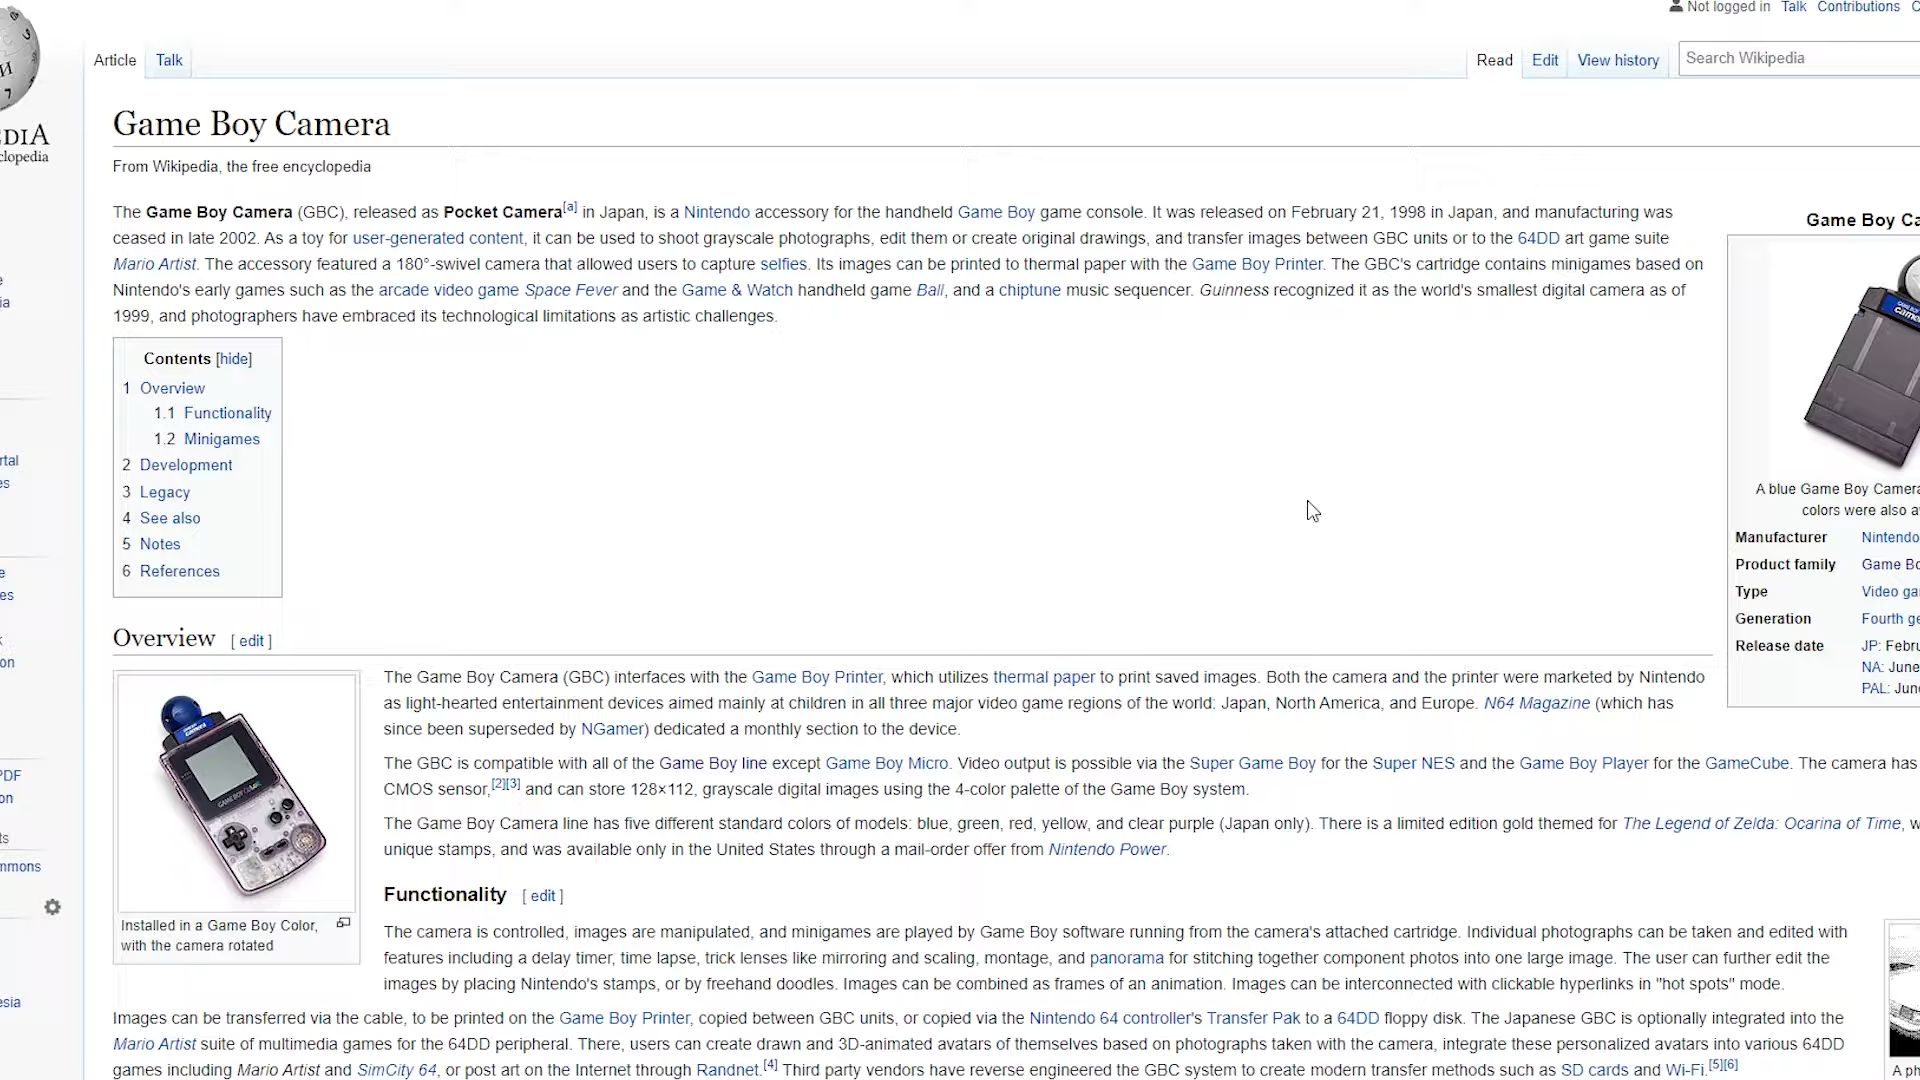 Not logged in Talk Contributions
Article Talk Read Edit View history Search Wikipedia
Game Boy Camera
From Wikipedia, the free encyclopedia
The Game Boy Camera (GBC), released as Pocket Camera[a] in Japan, is a Nintendo accessory for the handheld Game Boy game console. It was released on February 21, 1998 in Japan, and manufacturing was
ceased in late 2002. As a toy for user-generated content, it can be used to shoot grayscale photographs, edit them or create original drawings, and transfer images between GBC units or to the 64DD art game suite
Mario Artist. The accessory featured a 180°-swivel camera that allowed users to capture selfies. Its images can be printed to thermal paper with the Game Boy Printer. The GBC's cartridge contains minigames based on
Nintendo's early games such as the arcade video game Space Fever and the Game & Watch handheld game Ball, and a chiptune music sequencer. Guinness recognized it as the world's smallest digital camera as of
1999, and photographers have embraced its technological limitations as artistic challenges.
Contents [hide]
1 Overview
1.1 Functionality
1.2 Minigames
2 Development
3 Legacy
4 See also
5 Notes
6 References
Game Boy Ca
A blue Game Boy Camera
colors were also a
Manufacturer Nintendo
Product family Game Bo
Type Video ga
Generation Fourth ge
Release date JP: Febru
NA: June
PAL: June
Overview [ edit ]
The Game Boy Camera (GBC) interfaces with the Game Boy Printer, which utilizes thermal paper to print saved images. Both the camera and the printer were marketed by Nintendo
as light-hearted entertainment devices aimed mainly at children in all three major video game regions of the world: Japan, North America, and Europe. N64 Magazine (which has
since been superseded by NGamer) dedicated a monthly section to the device.
The GBC is compatible with all of the Game Boy line except Game Boy Micro. Video output is possible via the Super Game Boy for the Super NES and the Game Boy Player for the GameCube. The camera has
CMOS sensor,[2][3] and can store 128×112, grayscale digital images using the 4-color palette of the Game Boy system.
The Game Boy Camera line has five different standard colors of models: blue, green, red, yellow, and clear purple (Japan only). There is a limited edition gold themed for The Legend of Zelda: Ocarina of Time, w
unique stamps, and was available only in the United States through a mail-order offer from Nintendo Power.
Installed in a Game Boy Color,
with the camera rotated
Functionality [ edit ]
The camera is controlled, images are manipulated, and minigames are played by Game Boy software running from the camera's attached cartridge. Individual photographs can be taken and edited with
features including a delay timer, time lapse, trick lenses like mirroring and scaling, montage, and panorama for stitching together component photos into one large image. The user can further edit the
images by placing Nintendo's stamps, or by freehand doodles. Images can be combined as frames of an animation. Images can be interconnected with clickable hyperlinks in "hot spots" mode.
Images can be transferred via the cable, to be printed on the Game Boy Printer, copied between GBC units, or copied via the Nintendo 64 controller's Transfer Pak to a 64DD floppy disk. The Japanese GBC is optionally integrated into the
Mario Artist suite of multimedia games for the 64DD peripheral. There, users can create drawn and 3D-animated avatars of themselves based on photographs taken with the camera, integrate these personalized avatars into various 64DD
games including Mario Artist and SimCity 64, or post art on the Internet through Randnet.[4] Third party vendors have reverse engineered the GBC system to create modern transfer methods such as SD cards and Wi-Fi.[5][6]